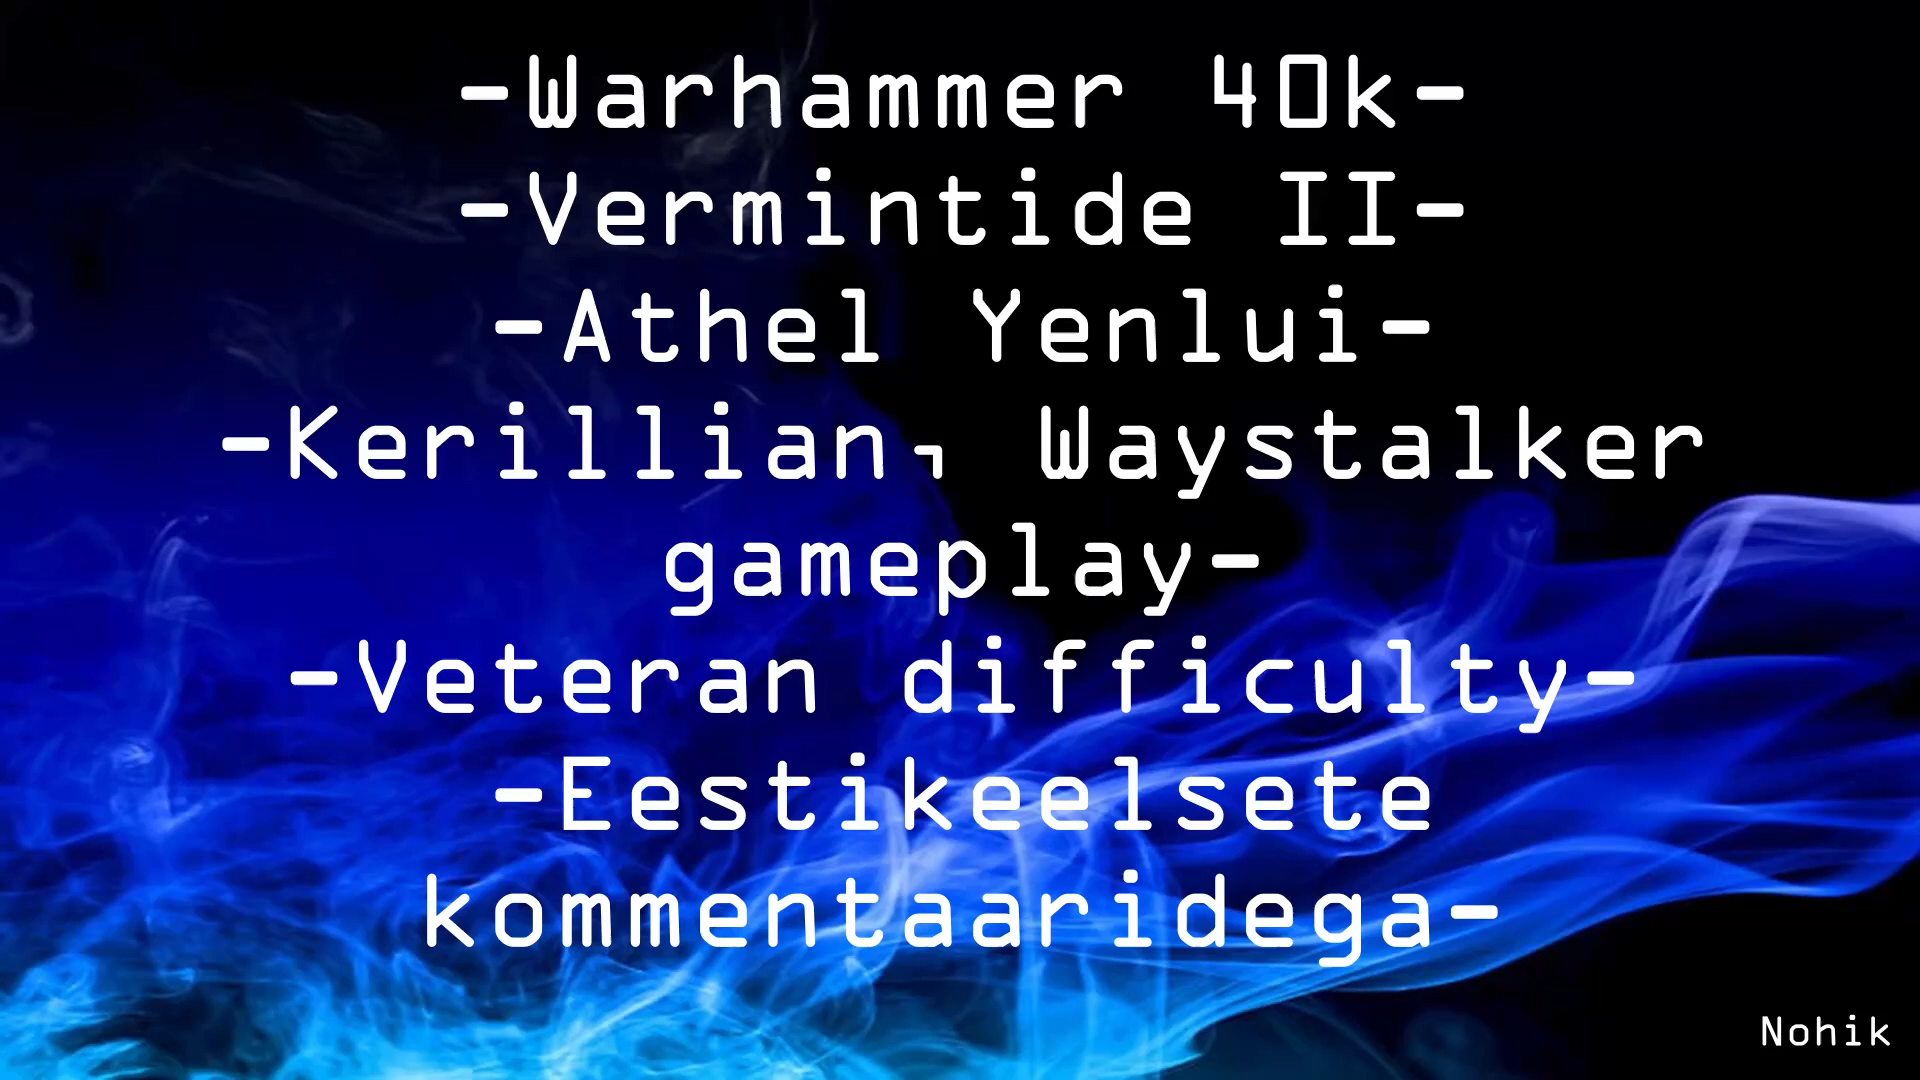 -Warhammer 40k-
-Vermintide II-
-Athel Yenlui-
-Kerillian, Waystalker
gameplay-
-Veteran difficulty-
-Eestikeelsete
kommentaaridega-
Nohik